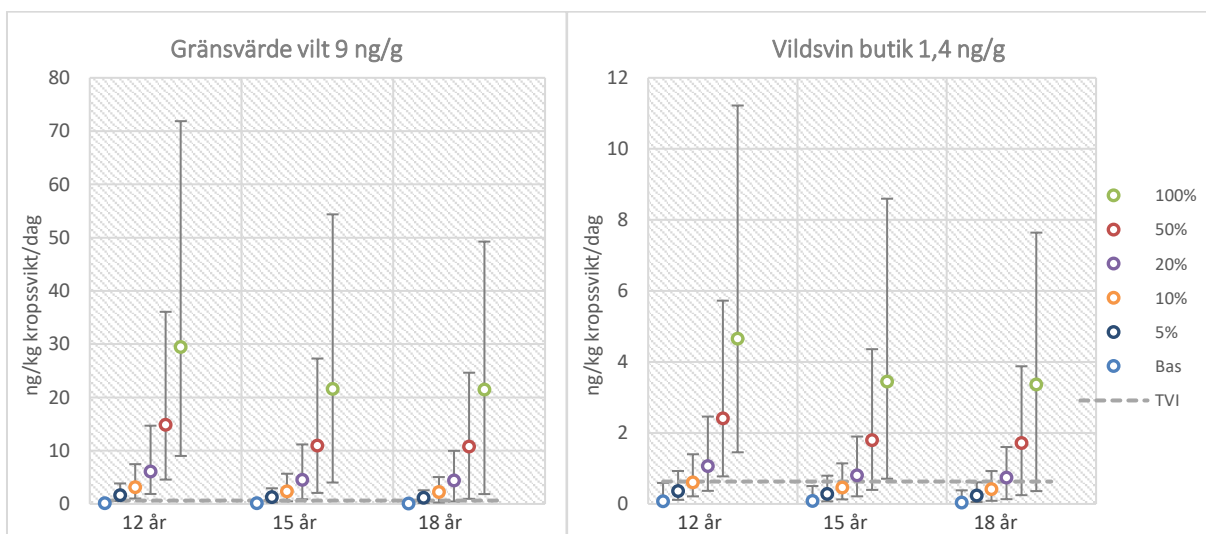 Gränsvärde vilt 9 ng/g
ng/kg kroppsvikt/dag
80
70
60
50
40
30
20
10
0
12 år
15 år
18 år
Vildsvin butik 1,4 ng/g
ng/kg kropssvikt/dag
12
10
8
6
4
2
0
12 år
15 år
18 år
100%
50%
20%
10%
5%
Bas
TVI